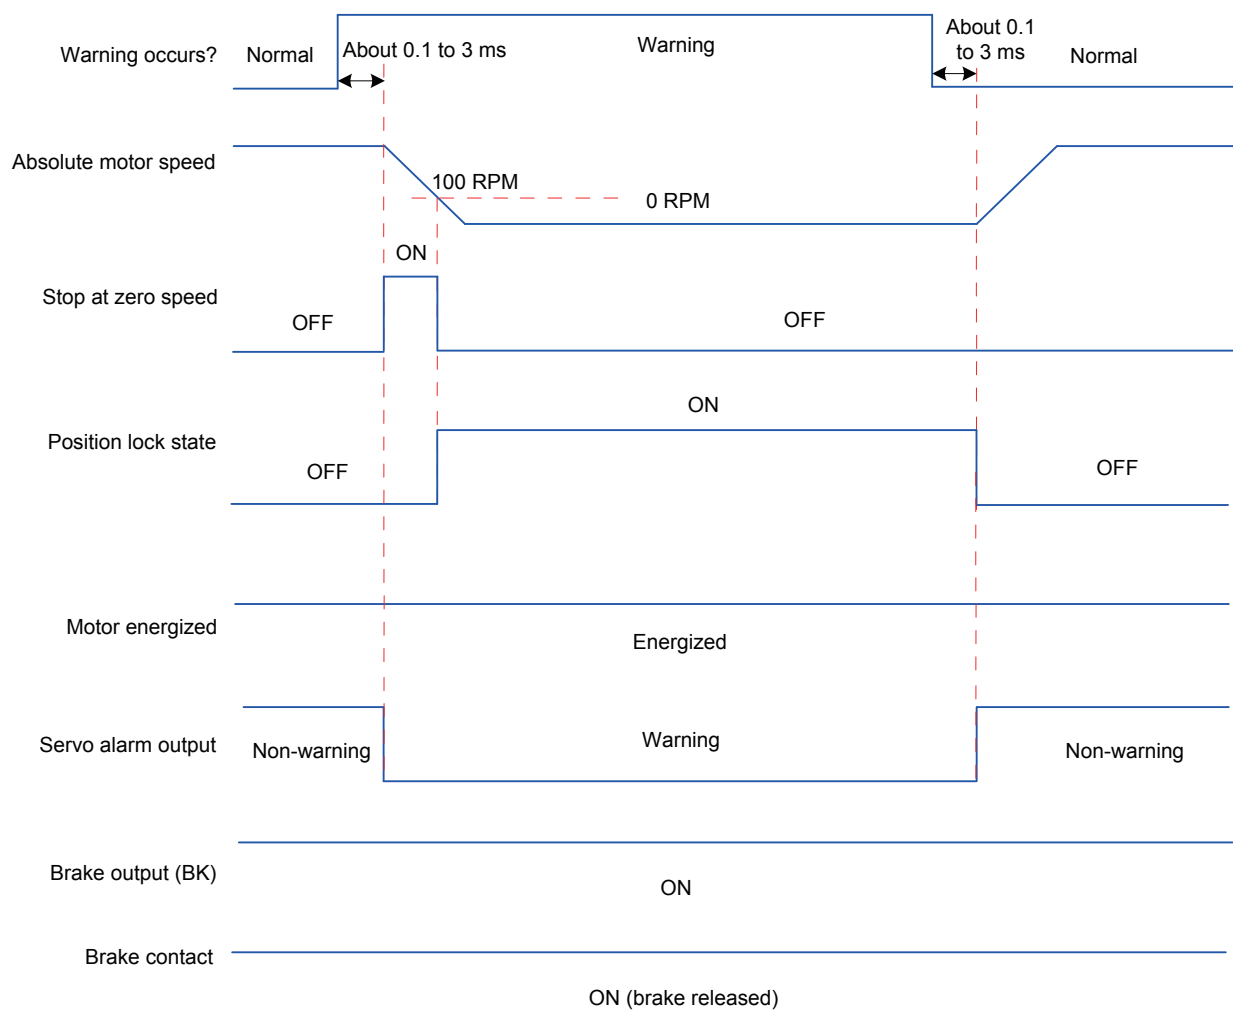 Warning occurs?
Normal
About 0.1 to 3 ms
Warning
About 0.1
to 3 ms
Normal
Absolute motor speed
100 RPM
0 RPM
Stop at zero speed
OFF
ON
OFF
Position lock state
OFF
ON
OFF
Motor energized
Energized
Servo alarm output
Non-warning
Warning
Non-warning
Brake output (BK)
ON
Brake contact
ON (brake released)